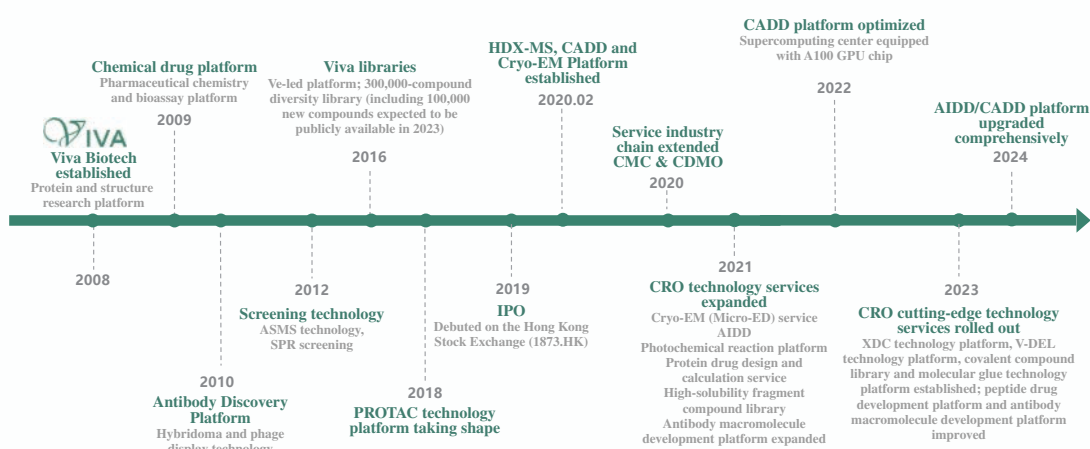 VIVA
Viva Biotech
established
Protein and structure
research platform
2008
Chemical drug platform
Pharmaceutical chemistry
and bioassay platform
2009
2010
Antibody Discovery
Platform
Hybridoma and phage
display technology
2012
Screening technology
ASMS technology,
SPR screening
Viva libraries
Ve-led platform; 300,000-compound
diversity library (including 100,000
new compounds expected to be
publicly available in 2023)
2016
2018
PROTAC technology
platform taking shape
2019
IPO
Debuted on the Hong Kong
Stock Exchange (1873.HK)
HDX-MS, CADD and
Cryo-EM Platform
established
2020.02
Service industry
chain extended
CMC & CDMO
2020
2021
CRO technology services
expanded
Cryo-EM (Micro-ED) service
AIDD
Photochemical reaction platform
Protein drug design and
calculation service
High-solubility fragment
compound library
Antibody macromolecule
development platform expanded
CADD platform optimized
Supercomputing center equipped
with A100 GPU chip
2022
2023
CRO cutting-edge technology
services rolled out
XDC technology platform, V-DEL
technology platform, covalent compound
library and molecular glue technology
platform established; peptide drug
development platform and antibody
macromolecule development platform
improved
AIDD/CADD platform
upgraded
comprehensively
2024